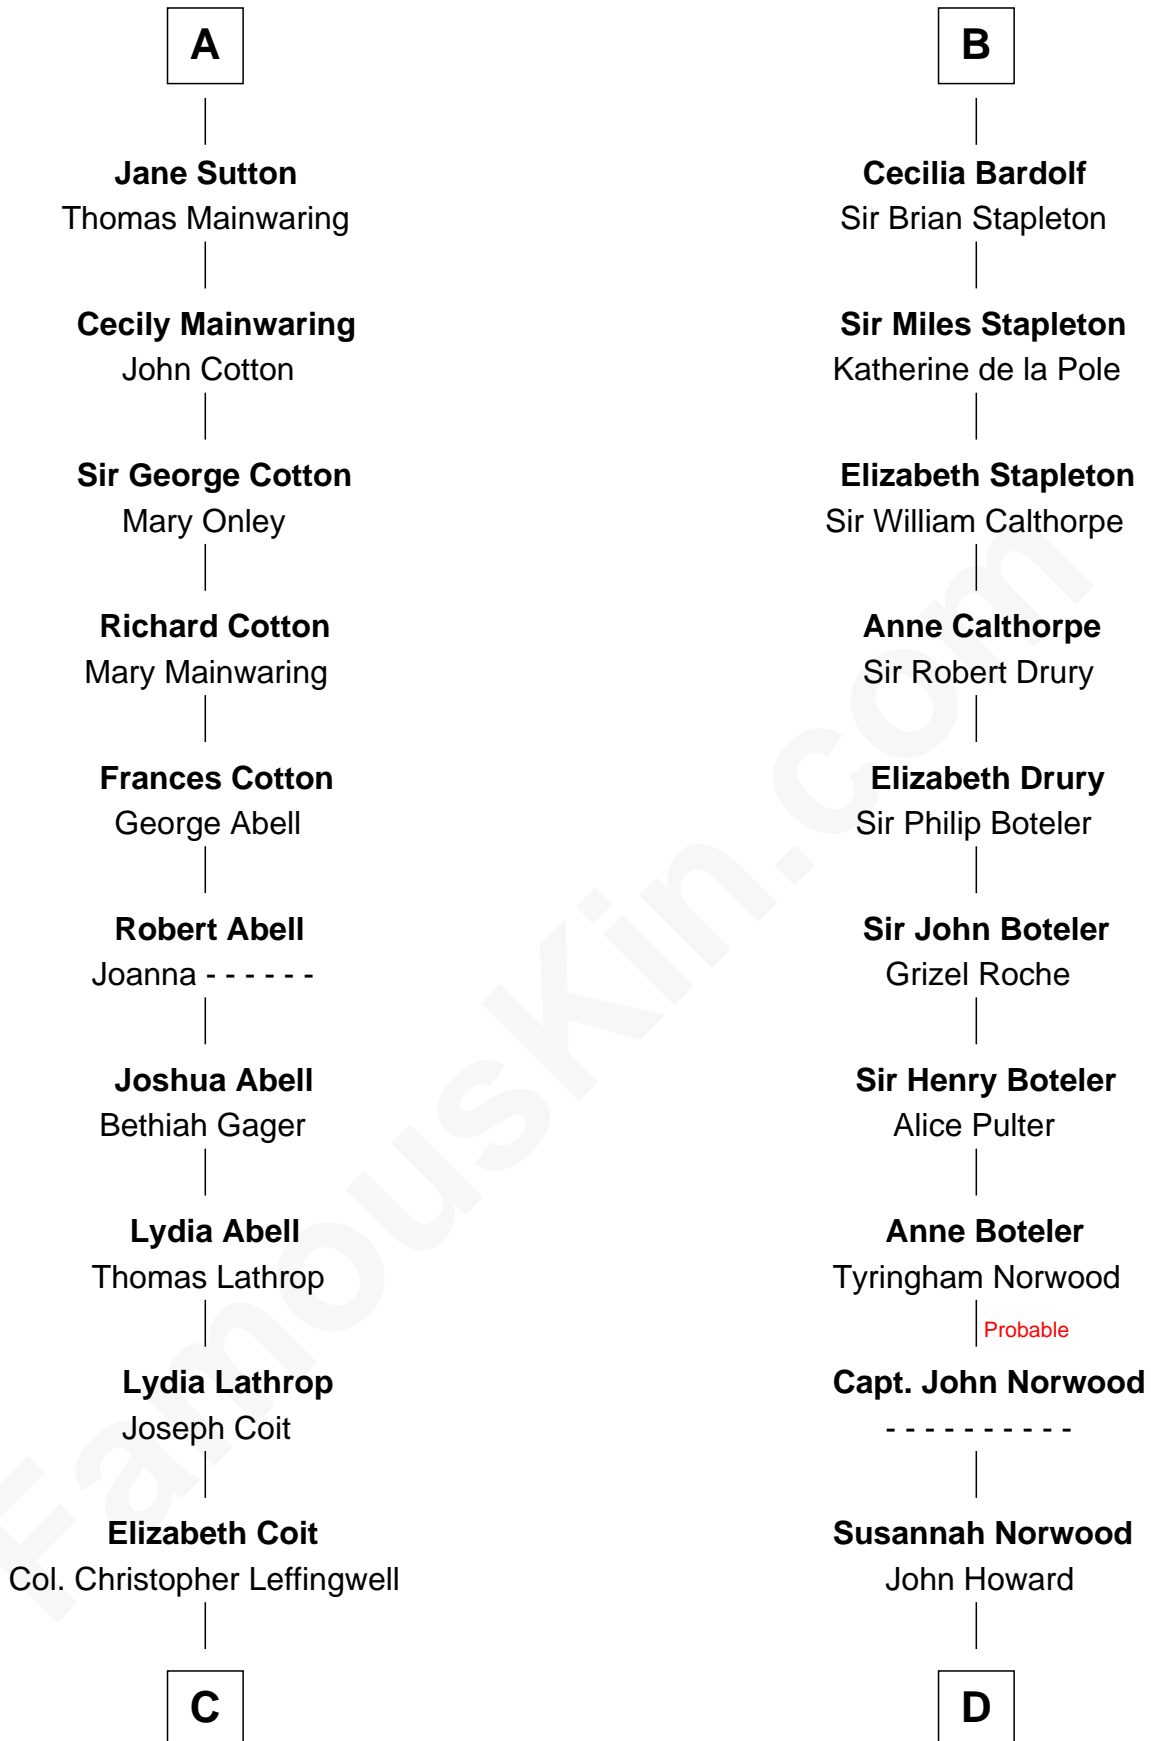 A
Jane Sutton
Thomas Mainwaring
Cecily Mainwaring
John Cotton
Sir George Cotton
Mary Onley
Richard Cotton
Mary Mainwaring
Frances Cotton
George Abell
Robert Abell
Joanna - - - - - -
Joshua Abell
Bethiah Gager
Lydia Abell
Thomas Lathrop
Lydia Lathrop
Joseph Coit
Elizabeth Coit
Col. Christopher Leffingwell
C
B
Cecilia Bardolf
Sir Brian Stapleton
Sir Miles Stapleton
Katherine de la Pole
Elizabeth Stapleton
Sir William Calthorpe
Anne Calthorpe
Sir Robert Drury
Elizabeth Drury
Sir Philip Boteler
Sir John Boteler
Grizel Roche
Sir Henry Boteler
Alice Pulter
Anne Boteler
Tyringham Norwood
Probable
Capt. John Norwood
- - - - - - - - - -
Susannah Norwood
John Howard
D
FamousKin.com